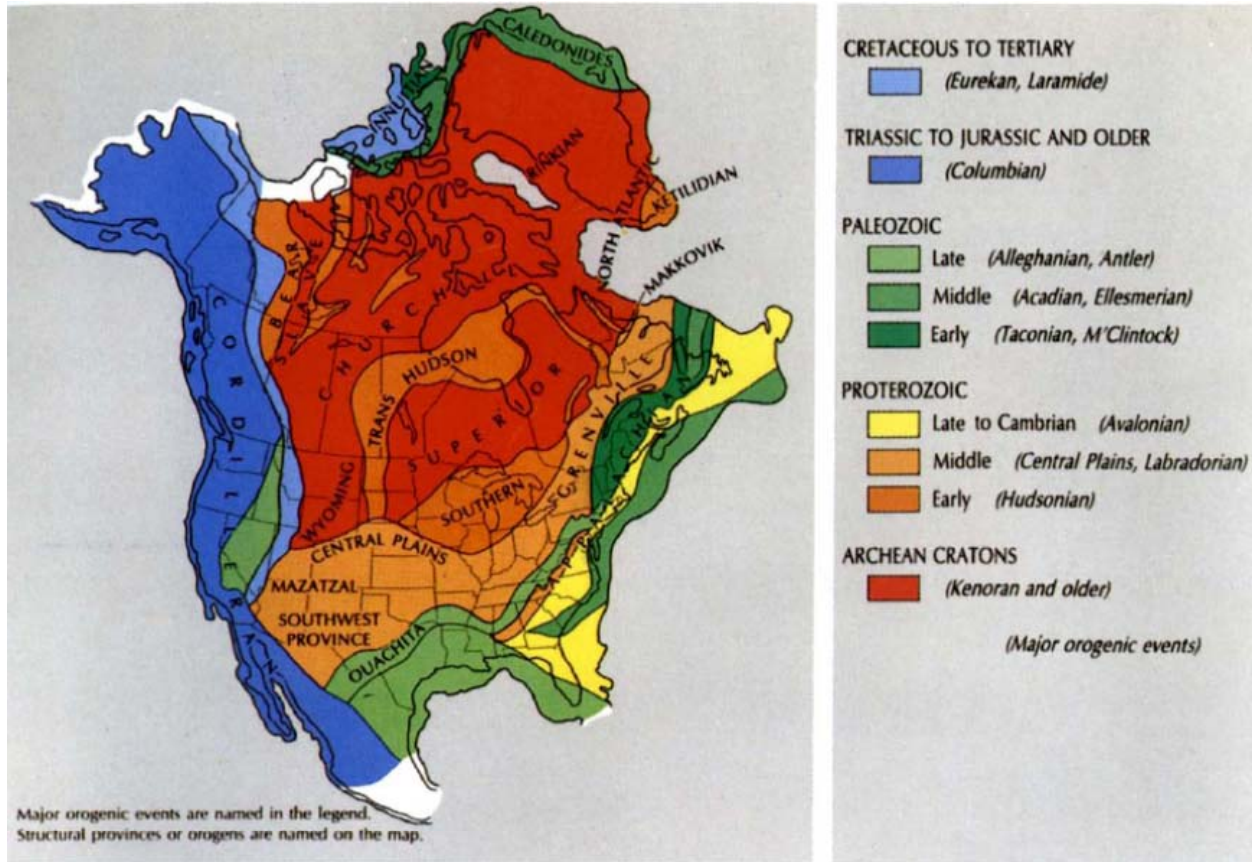 CALEDONIDES
RINKIAN
NORTH ATLANTIC
KETILIDIAN
MAKKOVIK
BEAR
SLAVE
CHURCHILL
CORDILLERAN
TRANS HUDSON
SUPERIOR
GRENVILLE
APPALACHIAN
WYOMING
SOUTHERN
CENTRAL PLAINS
MAZATZAL
SOUTHWEST
PROVINCE
OUACHITA
Major orogenic events are named in the legend.
Structural provinces or orogens are named on the map.
CRETACEOUS TO TERTIARY
(Eurekan, Laramide)
TRIASSIC TO JURASSIC AND OLDER
(Columbian)
PALEOZOIC
Late (Alleghanian, Antler)
Middle (Acadian, Ellesmerian)
Early (Taconian, M'Clintock)
PROTEROZOIC
Late to Cambrian (Avalonian)
Middle (Central Plains, Labradorian)
Early (Hudsonian)
ARCHEAN CRATONS
(Kenoran and older)
(Major orogenic events)